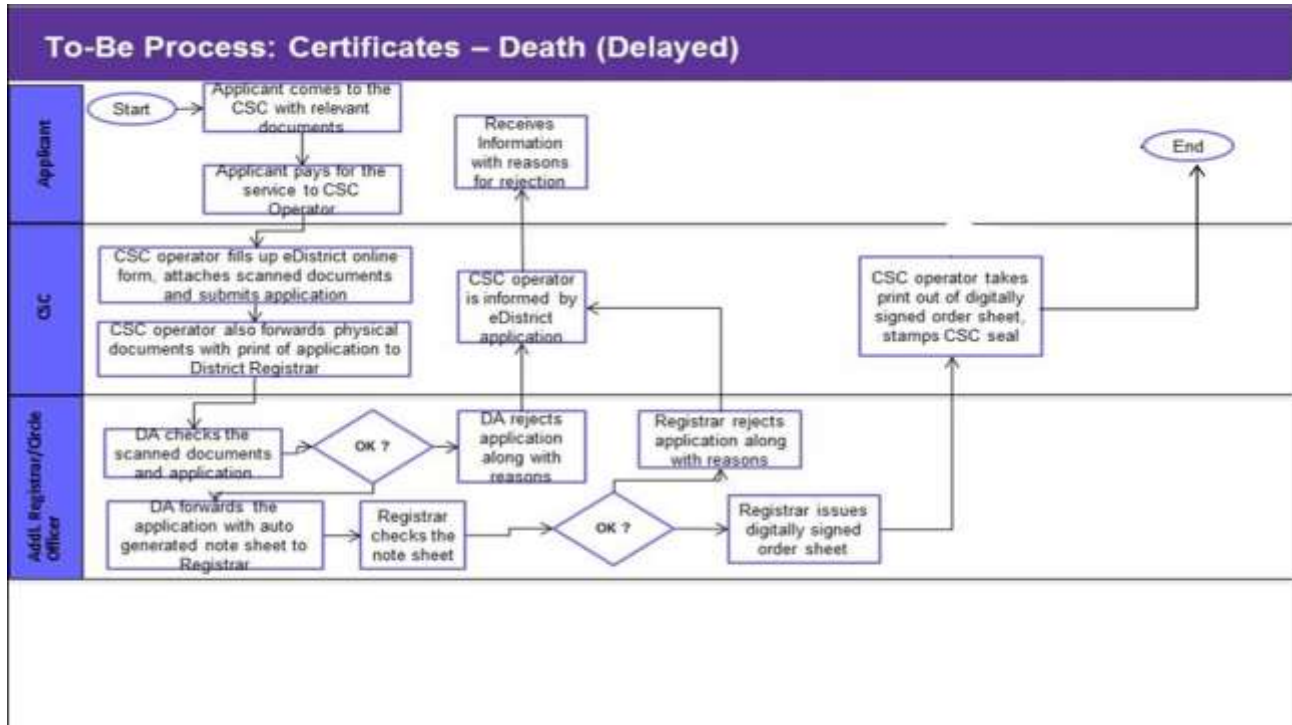 To-Be Process: Certificates – Death (Delayed)
Applicant
Start
Applicant comes to the
CSC with relevant
documents
Applicant pays for the
service to CSC
Operator
Receives
Information
with reasons
for rejection
End
CSC
CSC operator fills up eDistrict online
form, attaches scanned documents
and submits application
CSC operator also forwards physical
documents with print of application to
District Registrar
CSC operator
is informed by
eDistrict
application
CSC operator takes
print out of digitally
signed order sheet,
stamps CSC seal
Addl. Registrar/Circle
Officer
DA checks the
scanned documents
and application
OK ?
DA rejects
application
along with
reasons
Registrar rejects
application along
with reasons
DA forwards the
application with auto
generated note sheet to
Registrar
Registrar
checks the
note sheet
OK ?
Registrar issues
digitally signed
order sheet